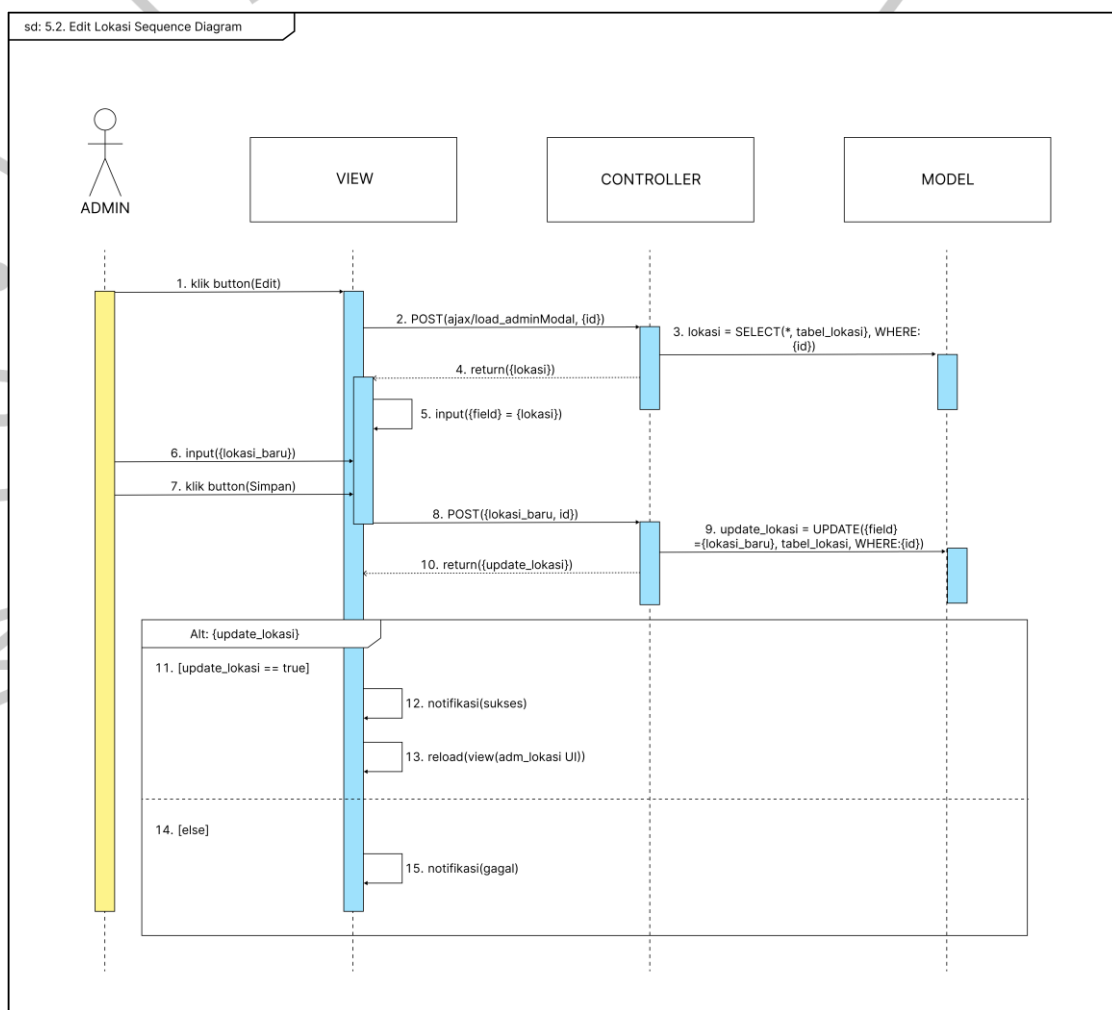 sd: 5.2. Edit Lokasi Sequence Diagram
ADMIN
VIEW
CONTROLLER
MODEL
1. klik button(Edit)
2. POST(ajax/load_adminModal, {id})
3. lokasi = SELECT(*, tabel_lokasi}, WHERE:
{id})
4. return({lokasi})
5. input({field} = {lokasi})
6. input({lokasi_baru})
7. klik button(Simpan)
8. POST({lokasi_baru, id})
9. update_lokasi = UPDATE({field}
={lokasi_baru}, tabel_lokasi, WHERE:{id})
10. return({update_lokasi})
Alt: {update_lokasi}
11. [update_lokasi == true]
12. notifikasi(sukses)
13. reload(view(adm_lokasi UI))
14. [else]
15. notifikasi(gagal)